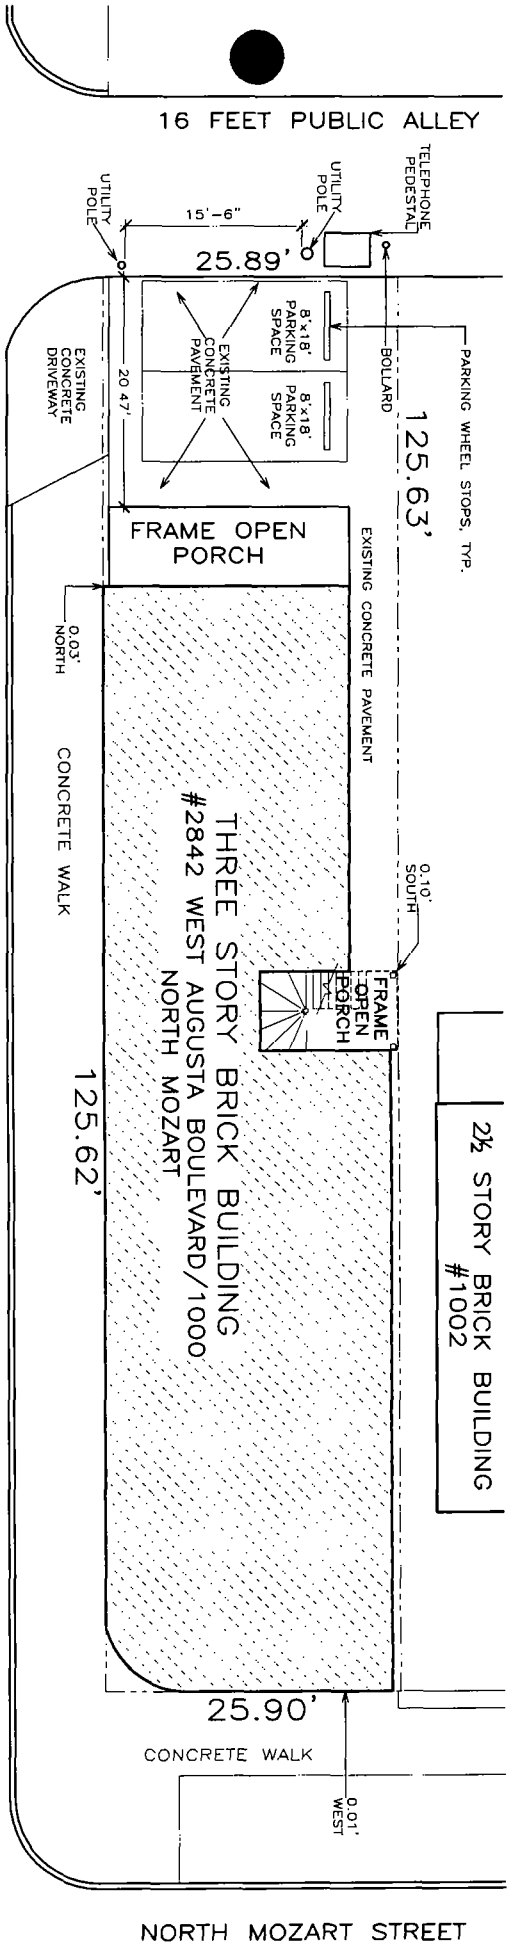 16 FEET PUBLIC ALLEY
TELEPHONE
PEDESTAL
UTILITY
POLE
UTILITY
POLE
15'-6"
25.89'
BOLLARD
PARKING WHEEL STOPS, TYP.
8'x18'
PARKING
SPACE
8'x18'
PARKING
SPACE
EXISTING
CONCRETE
PAVEMENT
EXISTING
CONCRETE
DRIVEWAY
20 47'
125.63'
FRAME OPEN
PORCH
EXISTING CONCRETE PAVEMENT
0.03'
NORTH
CONCRETE WALK
0.10'
SOUTH
FRAME
OPEN
PORCH
THREE STORY BRICK BUILDING
#2842 WEST AUGUSTA BOULEVARD/1000
NORTH MOZART
2½ STORY BRICK BUILDING
#1002
125.62'
25.90'
CONCRETE WALK
0.01'
WEST
NORTH MOZART STREET